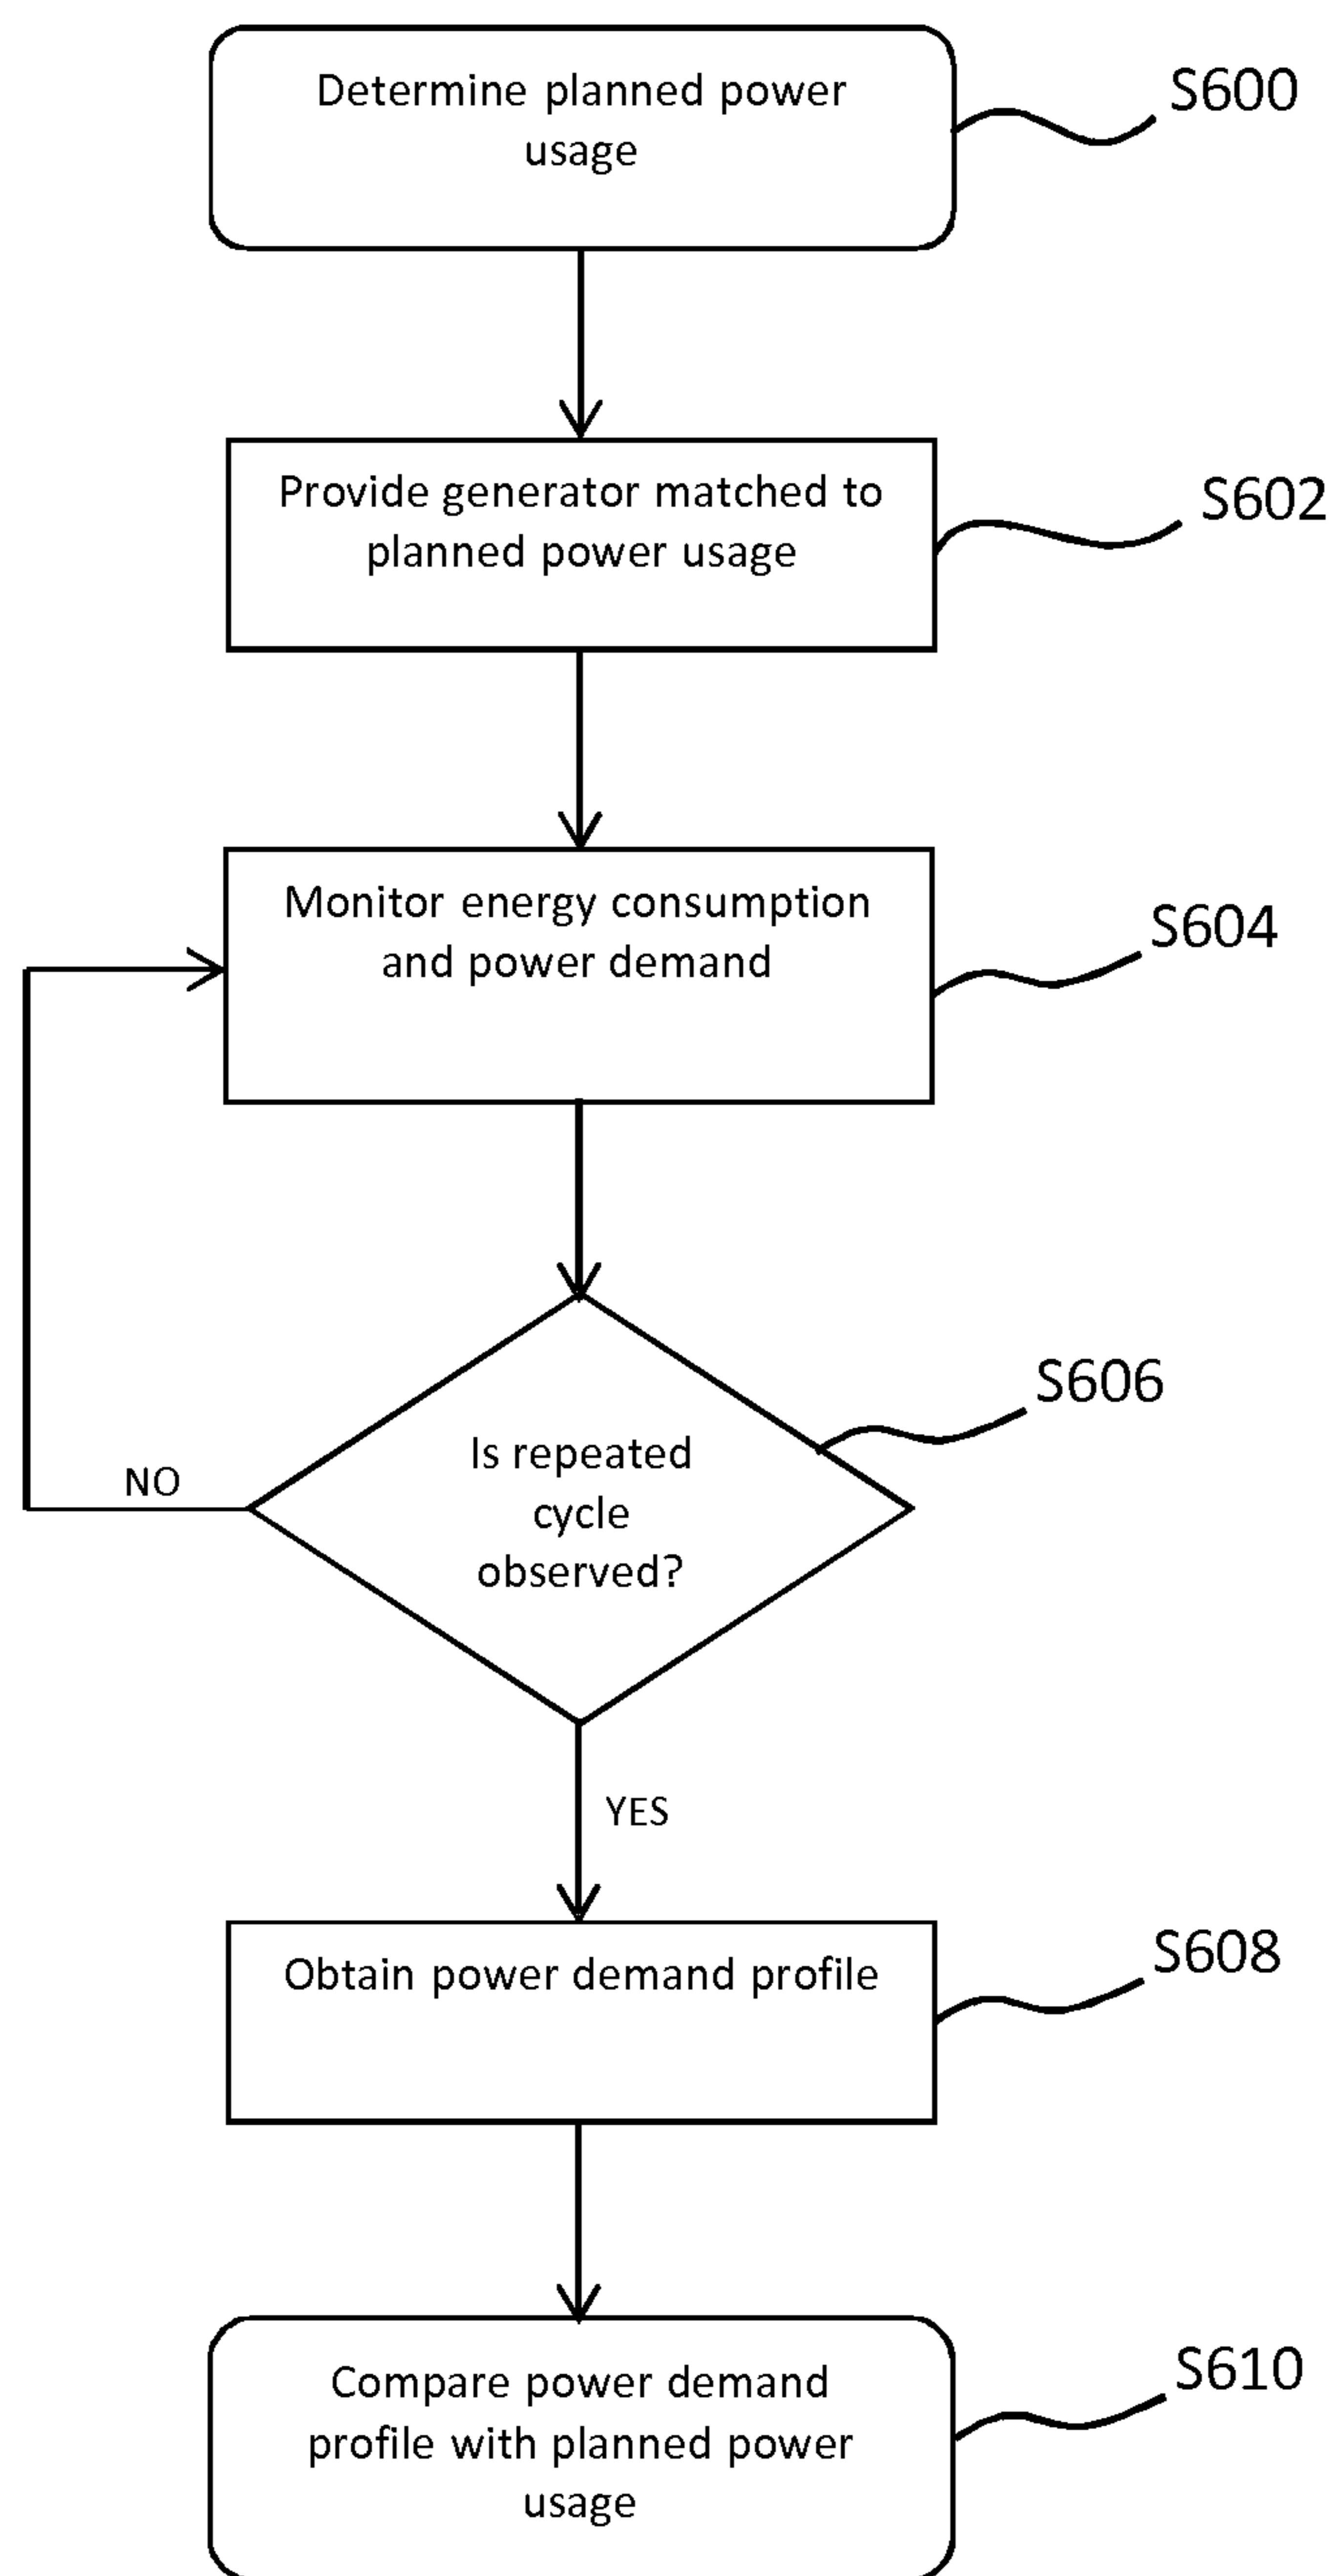 Determine planned power
usage
S600
Provide generator matched to
planned power usage
S602
Monitor energy consumption
and power demand
S604
Is repeated
cycle
observed?
S606
NO
YES
Obtain power demand profile
S608
Compare power demand
profile with planned power
usage
S610